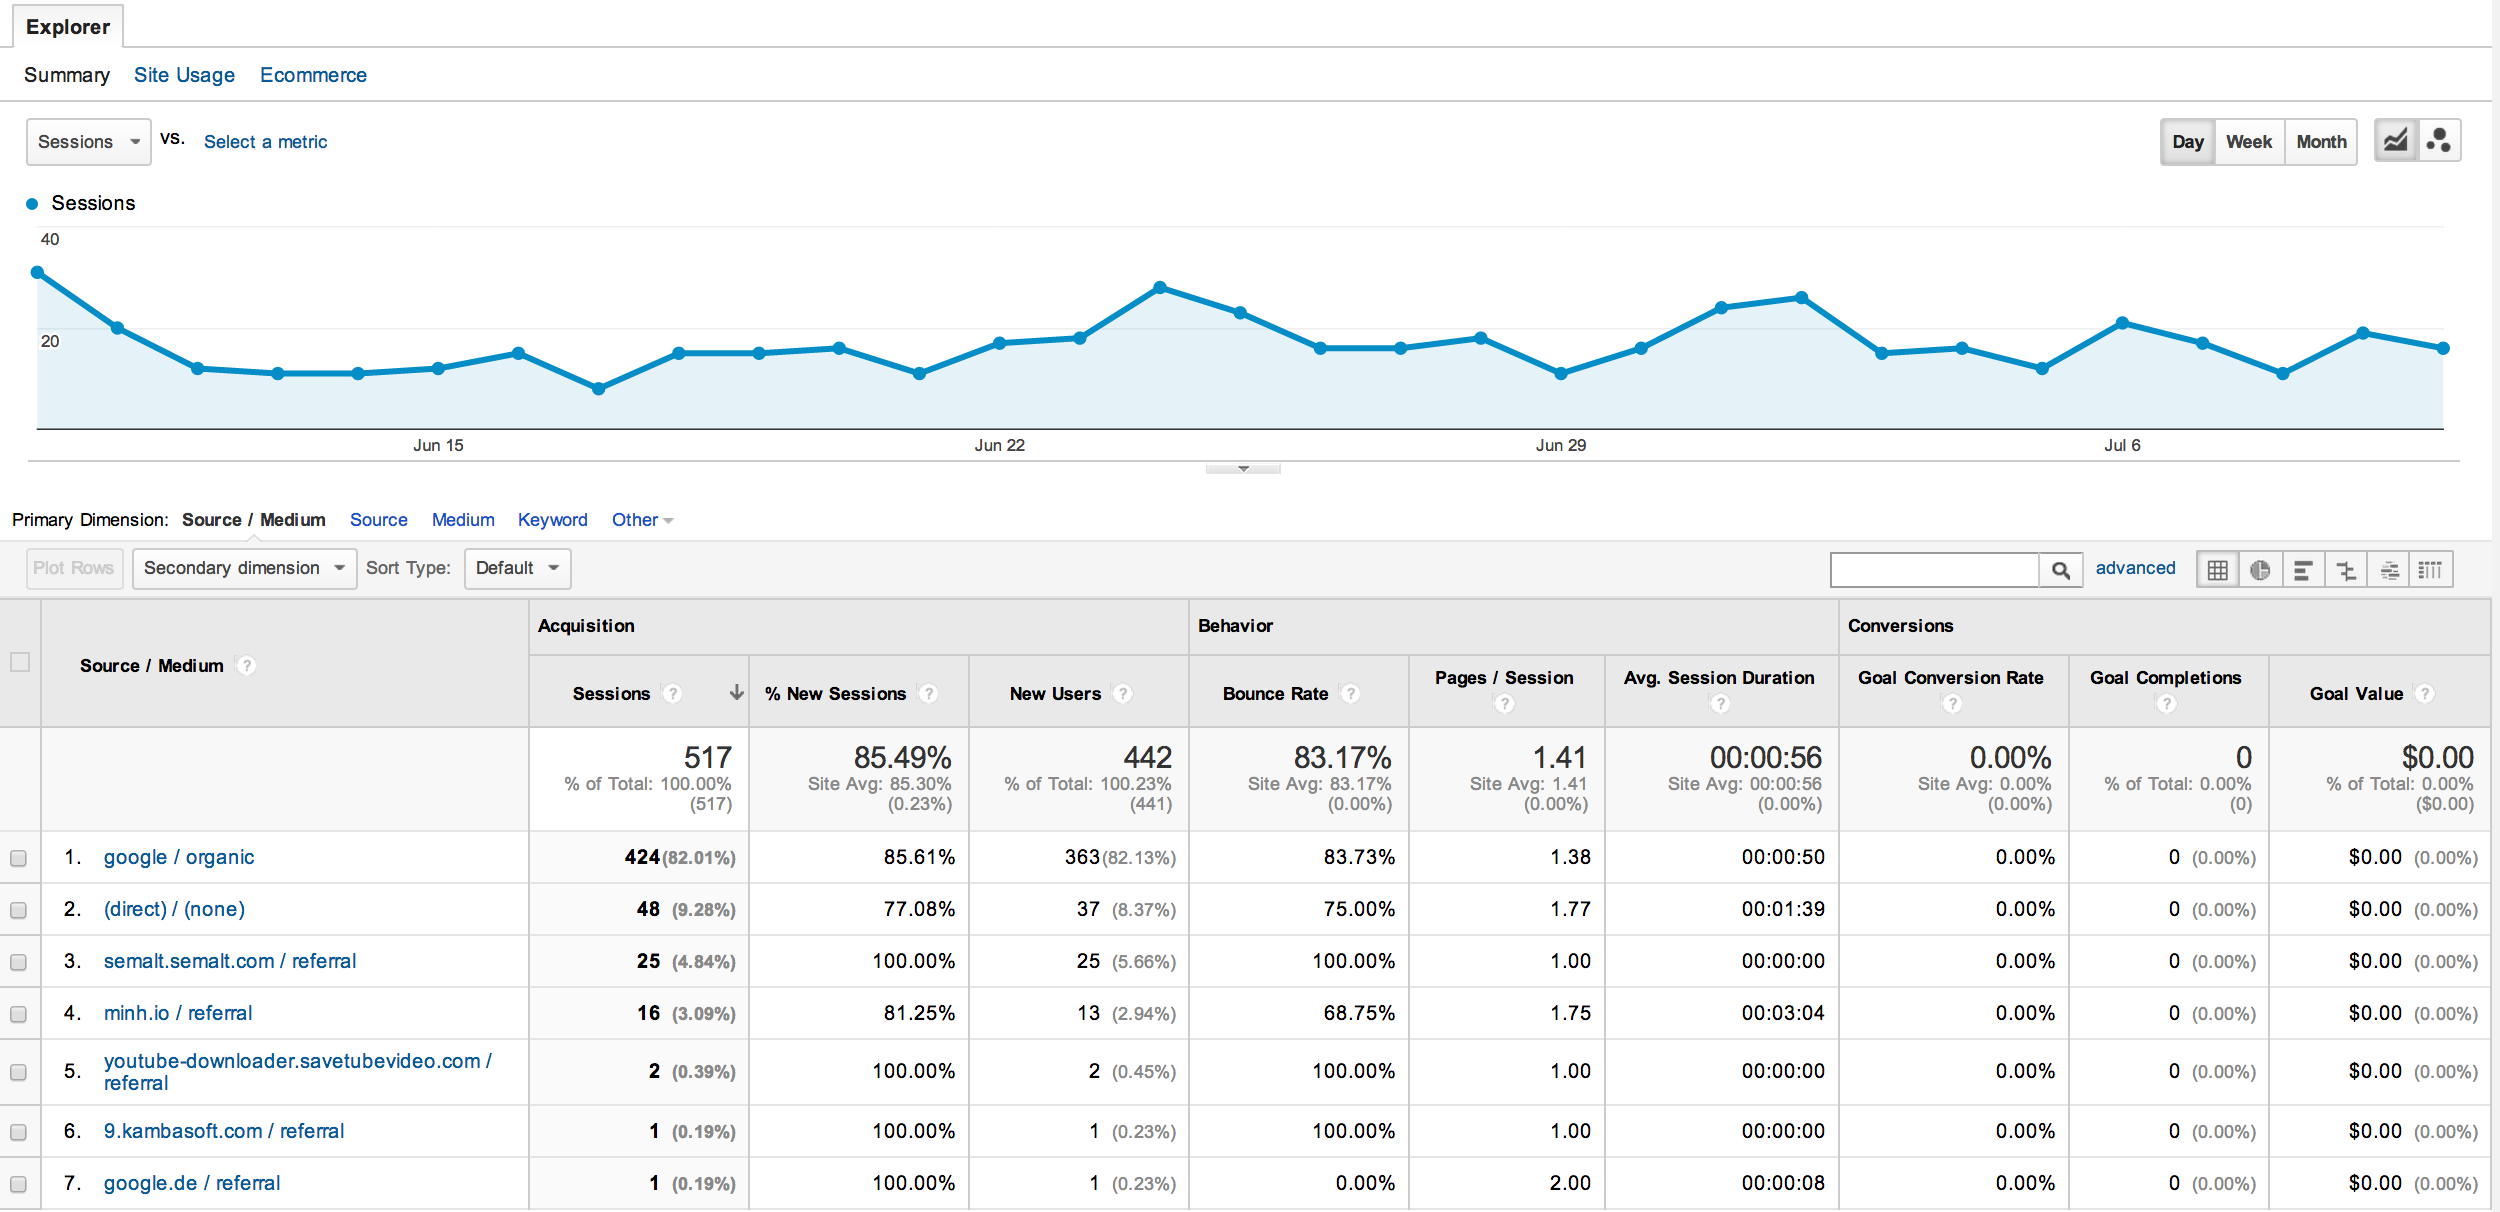 Explorer
Summary Site Usage Ecommerce
Sessions vs. Select a metric Day Week Month
Sessions
40
20
Jun 15 Jun 22 Jun 29 Jul 6
Primary Dimension: Source / Medium Source Medium Keyword Other
Plot Rows Secondary dimension Sort Type: Default advanced
Acquisition Behavior Conversions
Source / Medium ? Sessions ? % New Sessions ? New Users ? Bounce Rate ? Pages / Session ? Avg. Session Duration ? Goal Conversion Rate ? Goal Completions ? Goal Value ?
517 85.49% 442 83.17% 1.41 00:00:56 0.00% 0 $0.00
% of Total: 100.00% Site Avg: 85.30% % of Total: 100.23% Site Avg: 83.17% Site Avg: 1.41 Site Avg: 00:00:56 Site Avg: 0.00% % of Total: 0.00% % of Total: 0.00%
(517) (0.23%) (441) (0.00%) (0.00%) (0.00%) (0.00%) (0) ($0.00)
1. google / organic 424 (82.01%) 85.61% 363 (82.13%) 83.73% 1.38 00:00:50 0.00% 0 (0.00%) $0.00 (0.00%)
2. (direct) / (none) 48 (9.28%) 77.08% 37 (8.37%) 75.00% 1.77 00:01:39 0.00% 0 (0.00%) $0.00 (0.00%)
3. semalt.semalt.com / referral 25 (4.84%) 100.00% 25 (5.66%) 100.00% 1.00 00:00:00 0.00% 0 (0.00%) $0.00 (0.00%)
4. minh.io / referral 16 (3.09%) 81.25% 13 (2.94%) 68.75% 1.75 00:03:04 0.00% 0 (0.00%) $0.00 (0.00%)
5. youtube-downloader.savetubevideo.com /
referral 2 (0.39%) 100.00% 2 (0.45%) 100.00% 1.00 00:00:00 0.00% 0 (0.00%) $0.00 (0.00%)
6. 9.kambasoft.com / referral 1 (0.19%) 100.00% 1 (0.23%) 100.00% 1.00 00:00:00 0.00% 0 (0.00%) $0.00 (0.00%)
7. google.de / referral 1 (0.19%) 100.00% 1 (0.23%) 0.00% 2.00 00:00:08 0.00% 0 (0.00%) $0.00 (0.00%)